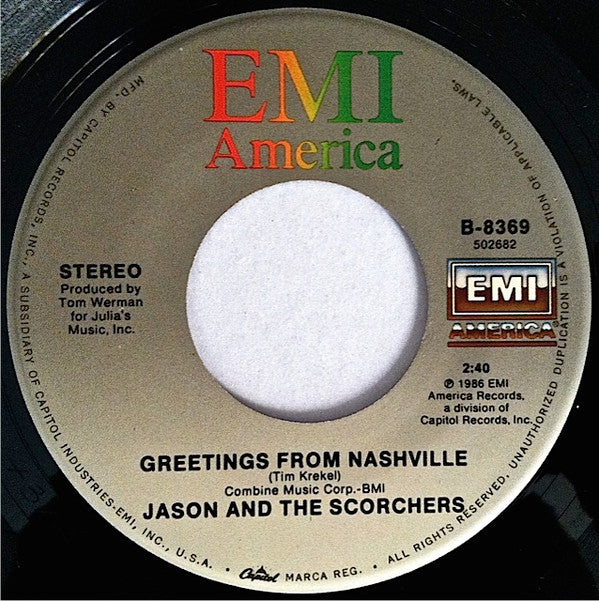 EMI
America
B-8369
502682
STEREO
Produced by
Tom Werman
for Julia's
Music, Inc.
EMI
AMERICA®
2:40
℗ 1986 EMI
America Records,
a division of
Capitol Records, Inc.
GREETINGS FROM NASHVILLE
(Tim Krekel)
Combine Music Corp.-BMI
JASON AND THE SCORCHERS
MFD. BY CAPITOL RECORDS, INC., A SUBSIDIARY OF CAPITOL INDUSTRIES-EMI, INC., U.S.A. • Capitol MARCA REG. • ALL RIGHTS RESERVED. UNAUTHORIZED DUPLICATION IS A VIOLATION OF APPLICABLE LAWS.